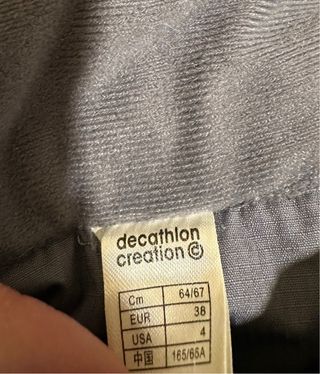 decathlon
creation ©
Cm 64/67
EUR 38
USA 4
中国 165/66A